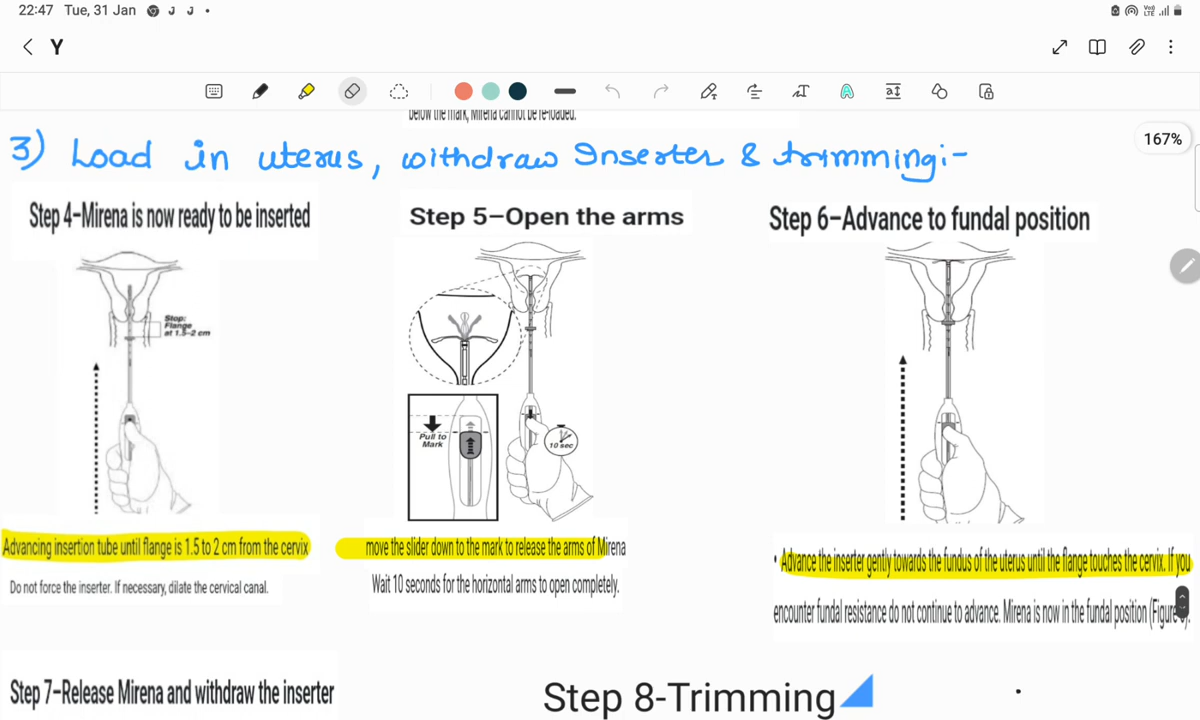 22:47 Tue, 31 Jan
Y
below the mark, Mirena cannot be re-loaded.
167%
3) Load in uterus, withdraw Inserter & trimming:-
Step 4-Mirena is now ready to be inserted
Stop:
Flange
at 1.5-2 cm
Advancing insertion tube until flange is 1.5 to 2 cm from the cervix
Do not force the inserter. If necessary, dilate the cervical canal.
Step 5-Open the arms
Pull to
Mark
10 sec
move the slider down to the mark to release the arms of Mirena
Wait 10 seconds for the horizontal arms to open completely.
Step 6-Advance to fundal position
• Advance the inserter gently towards the fundus of the uterus until the flange touches the cervix. If you
encounter fundal resistance do not continue to advance. Mirena is now in the fundal position (Figure
Step 7-Release Mirena and withdraw the inserter
Step 8-Trimming